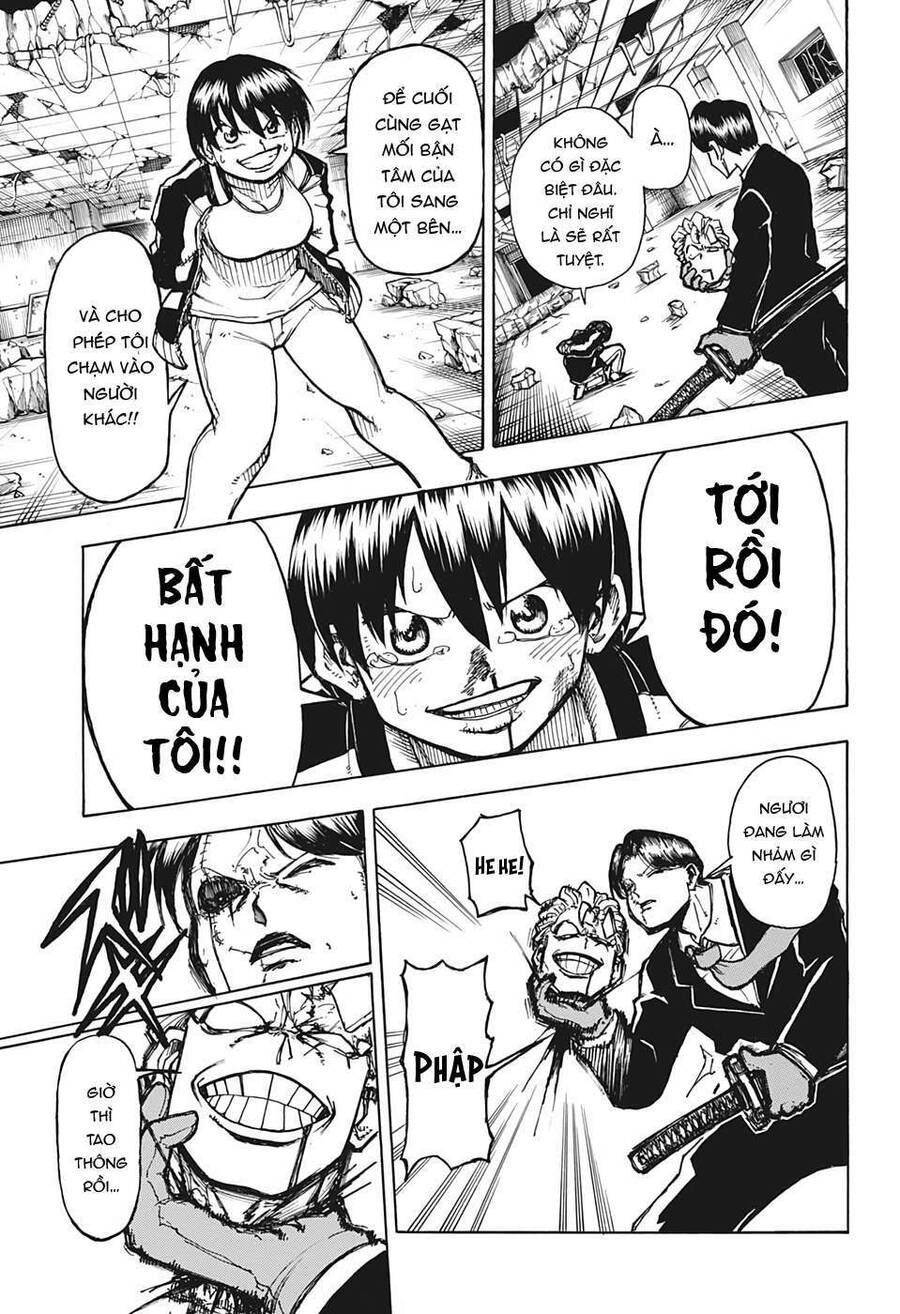 À...
KHÔNG
CÓ GÌ ĐẶC
BIỆT ĐÂU.
CHỈ NGHĨ
LÀ SẼ RẤT
TUYỆT.
ĐỂ CUỐI
CÙNG GẠT
MỐI BẬN
TÂM CỦA
TÔI SANG
MỘT BÊN...
VÀ CHO
PHÉP TÔI
CHẠM VÀO
NGƯỜI
KHÁC!!
TỚI
RỒI
ĐÓ!
BẤT
HẠNH
CỦA
TÔI!!
NGƯƠI
ĐANG LÀM
NHẢM GÌ
ĐẤY...
HEHE!
PHẬP
GIỜ
THÌ
TAO
THÔNG
RỒI...